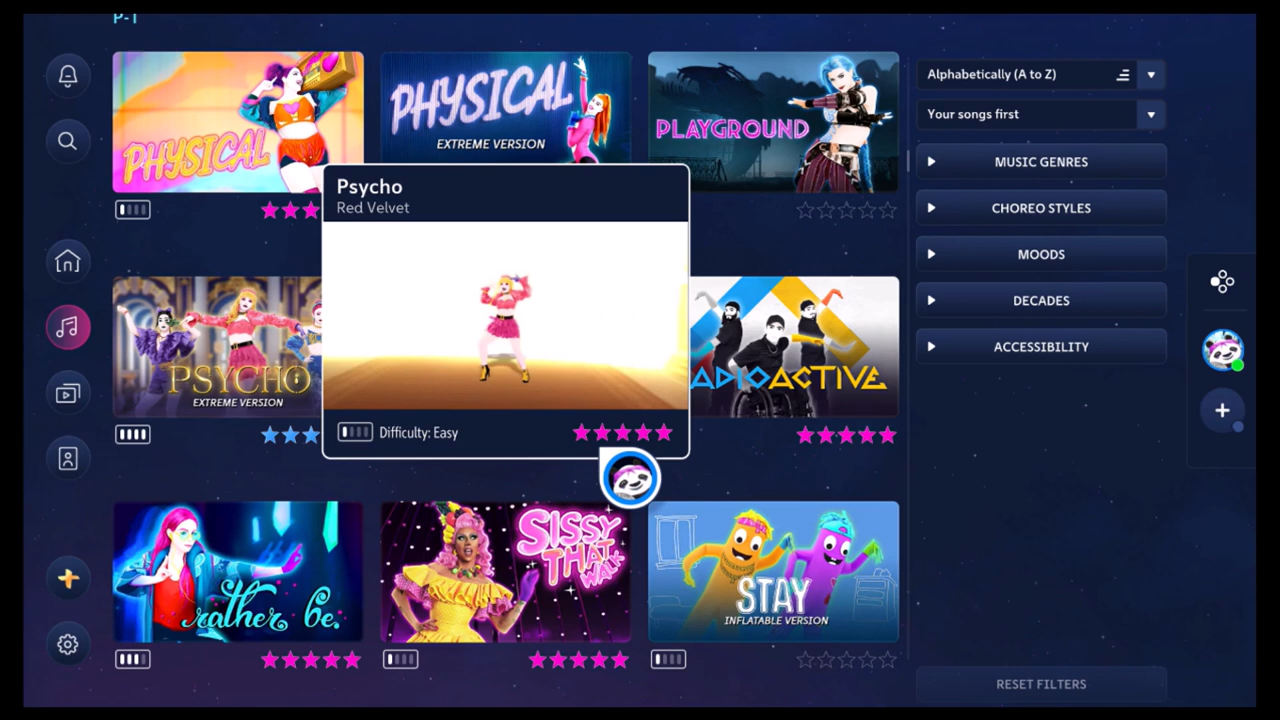 P-T
PHYSICAL
PHYSICAL
EXTREME VERSION
PLAYGROUND
Psycho
Red Velvet
Difficulty: Easy
PSYCHO
EXTREME VERSION
ADIOACTIVE
rather be.
SISSY
THAT
WALK
STAY
INFLATABLE VERSION
Alphabetically (A to Z)
Your songs first
MUSIC GENRES
CHOREO STYLES
MOODS
DECADES
ACCESSIBILITY
RESET FILTERS